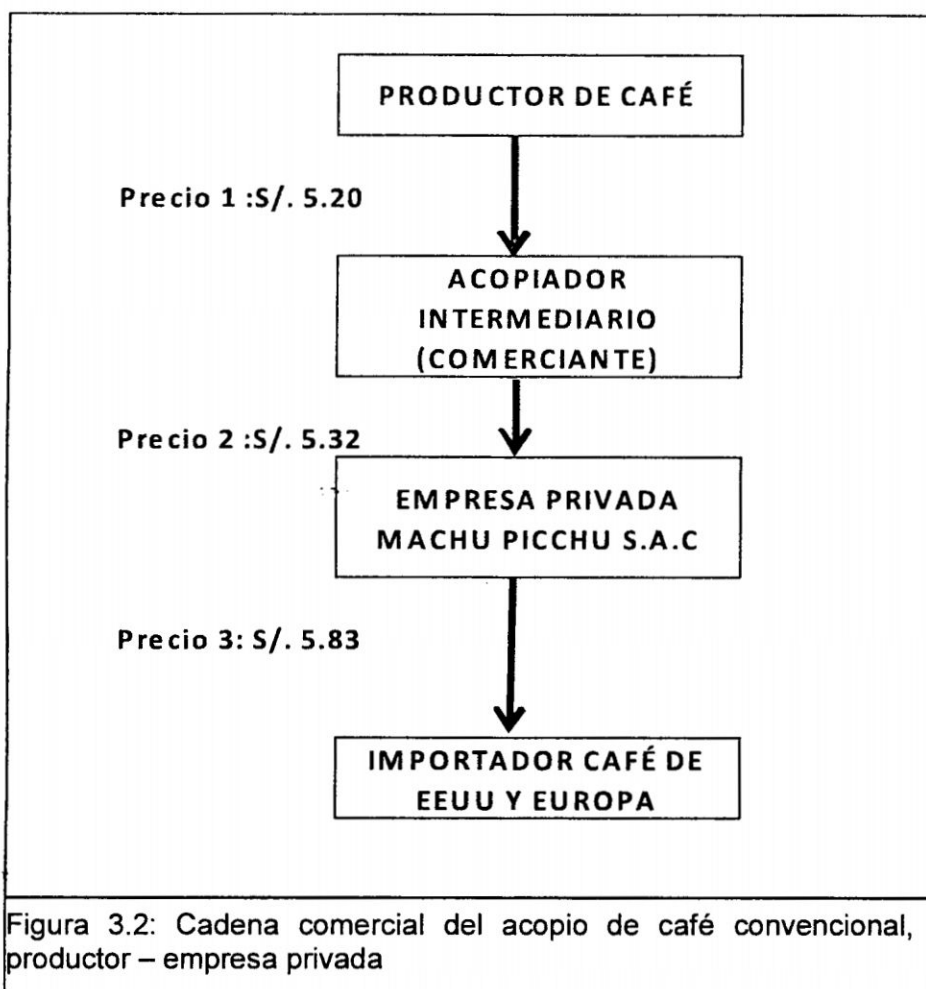 PRODUCTOR DE CAFÉ
Precio 1 :S/. 5.20
ACOPIADOR
INTERMEDIARIO
(COMERCIANTE)
Precio 2 :S/. 5.32
EMPRESA PRIVADA
MACHU PICCHU S.A.C
Precio 3: S/. 5.83
IMPORTADOR CAFÉ DE
EEUU Y EUROPA
Figura 3.2: Cadena comercial del acopio de café convencional,
productor – empresa privada